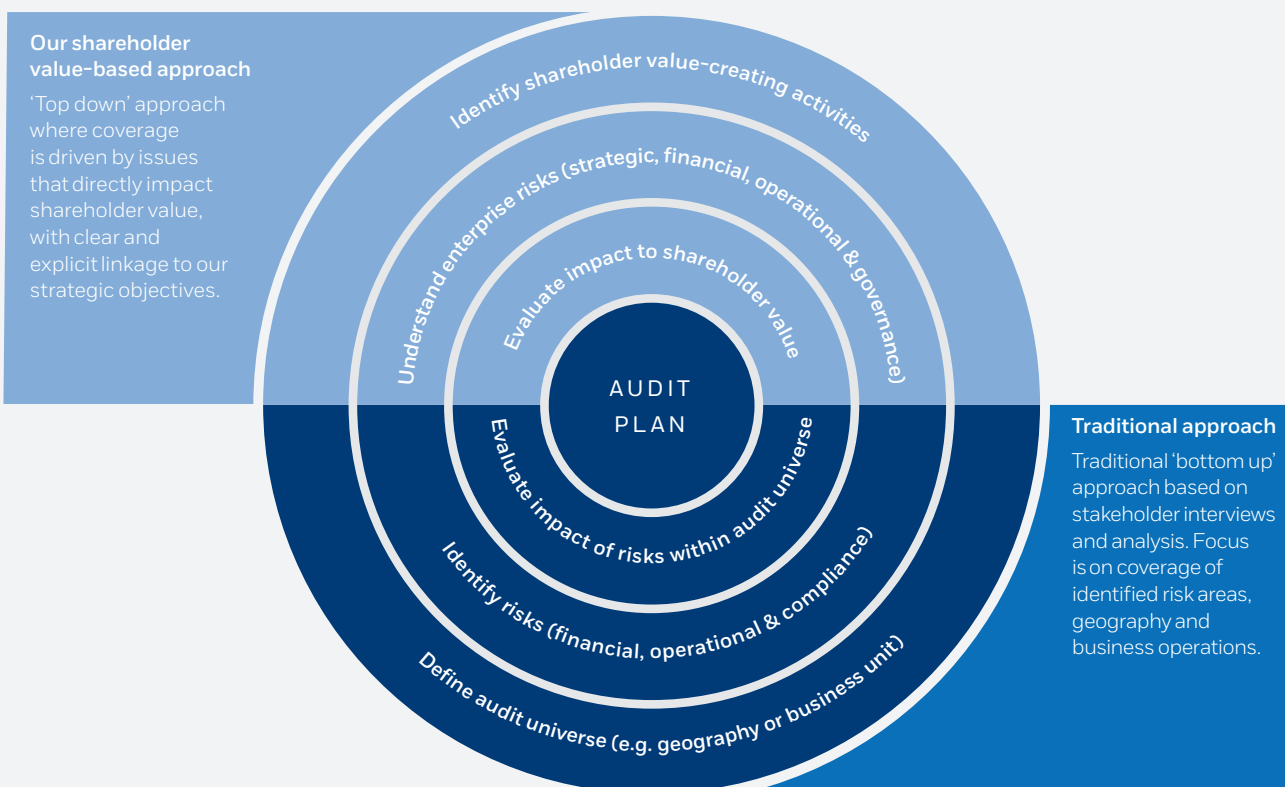 Our shareholder
value-based approach
‘Top down’ approach
where coverage
is driven by issues
that directly impact
shareholder value,
with clear and
explicit linkage to our
strategic objectives.
Identify shareholder value-creating activities
Understand enterprise risks (strategic, financial, operational & governance)
Evaluate impact to shareholder value
AUDIT
PLAN
Evaluate impact of risks within audit universe
Identify risks (financial, operational & compliance)
Define audit universe (e.g. geography or business unit)
Traditional approach
Traditional ‘bottom up’
approach based on
stakeholder interviews
and analysis. Focus
is on coverage of
identified risk areas,
geography and
business operations.